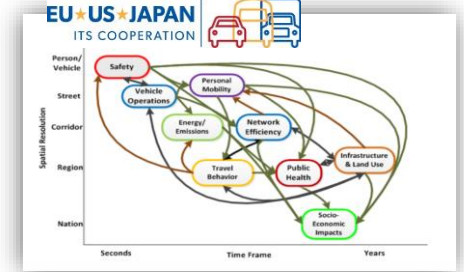 EU★US★JAPAN
ITS COOPERATION
Person/
Vehicle
Street
Corridor
Region
Nation
Spatial Resolution
Safety
Vehicle
Operations
Personal
Mobility
Energy/
Emissions
Network
Efficiency
Travel
Behavior
Public
Health
Infrastructure
& Land Use
Socio-
Economic
Impacts
Seconds
Time Frame
Years